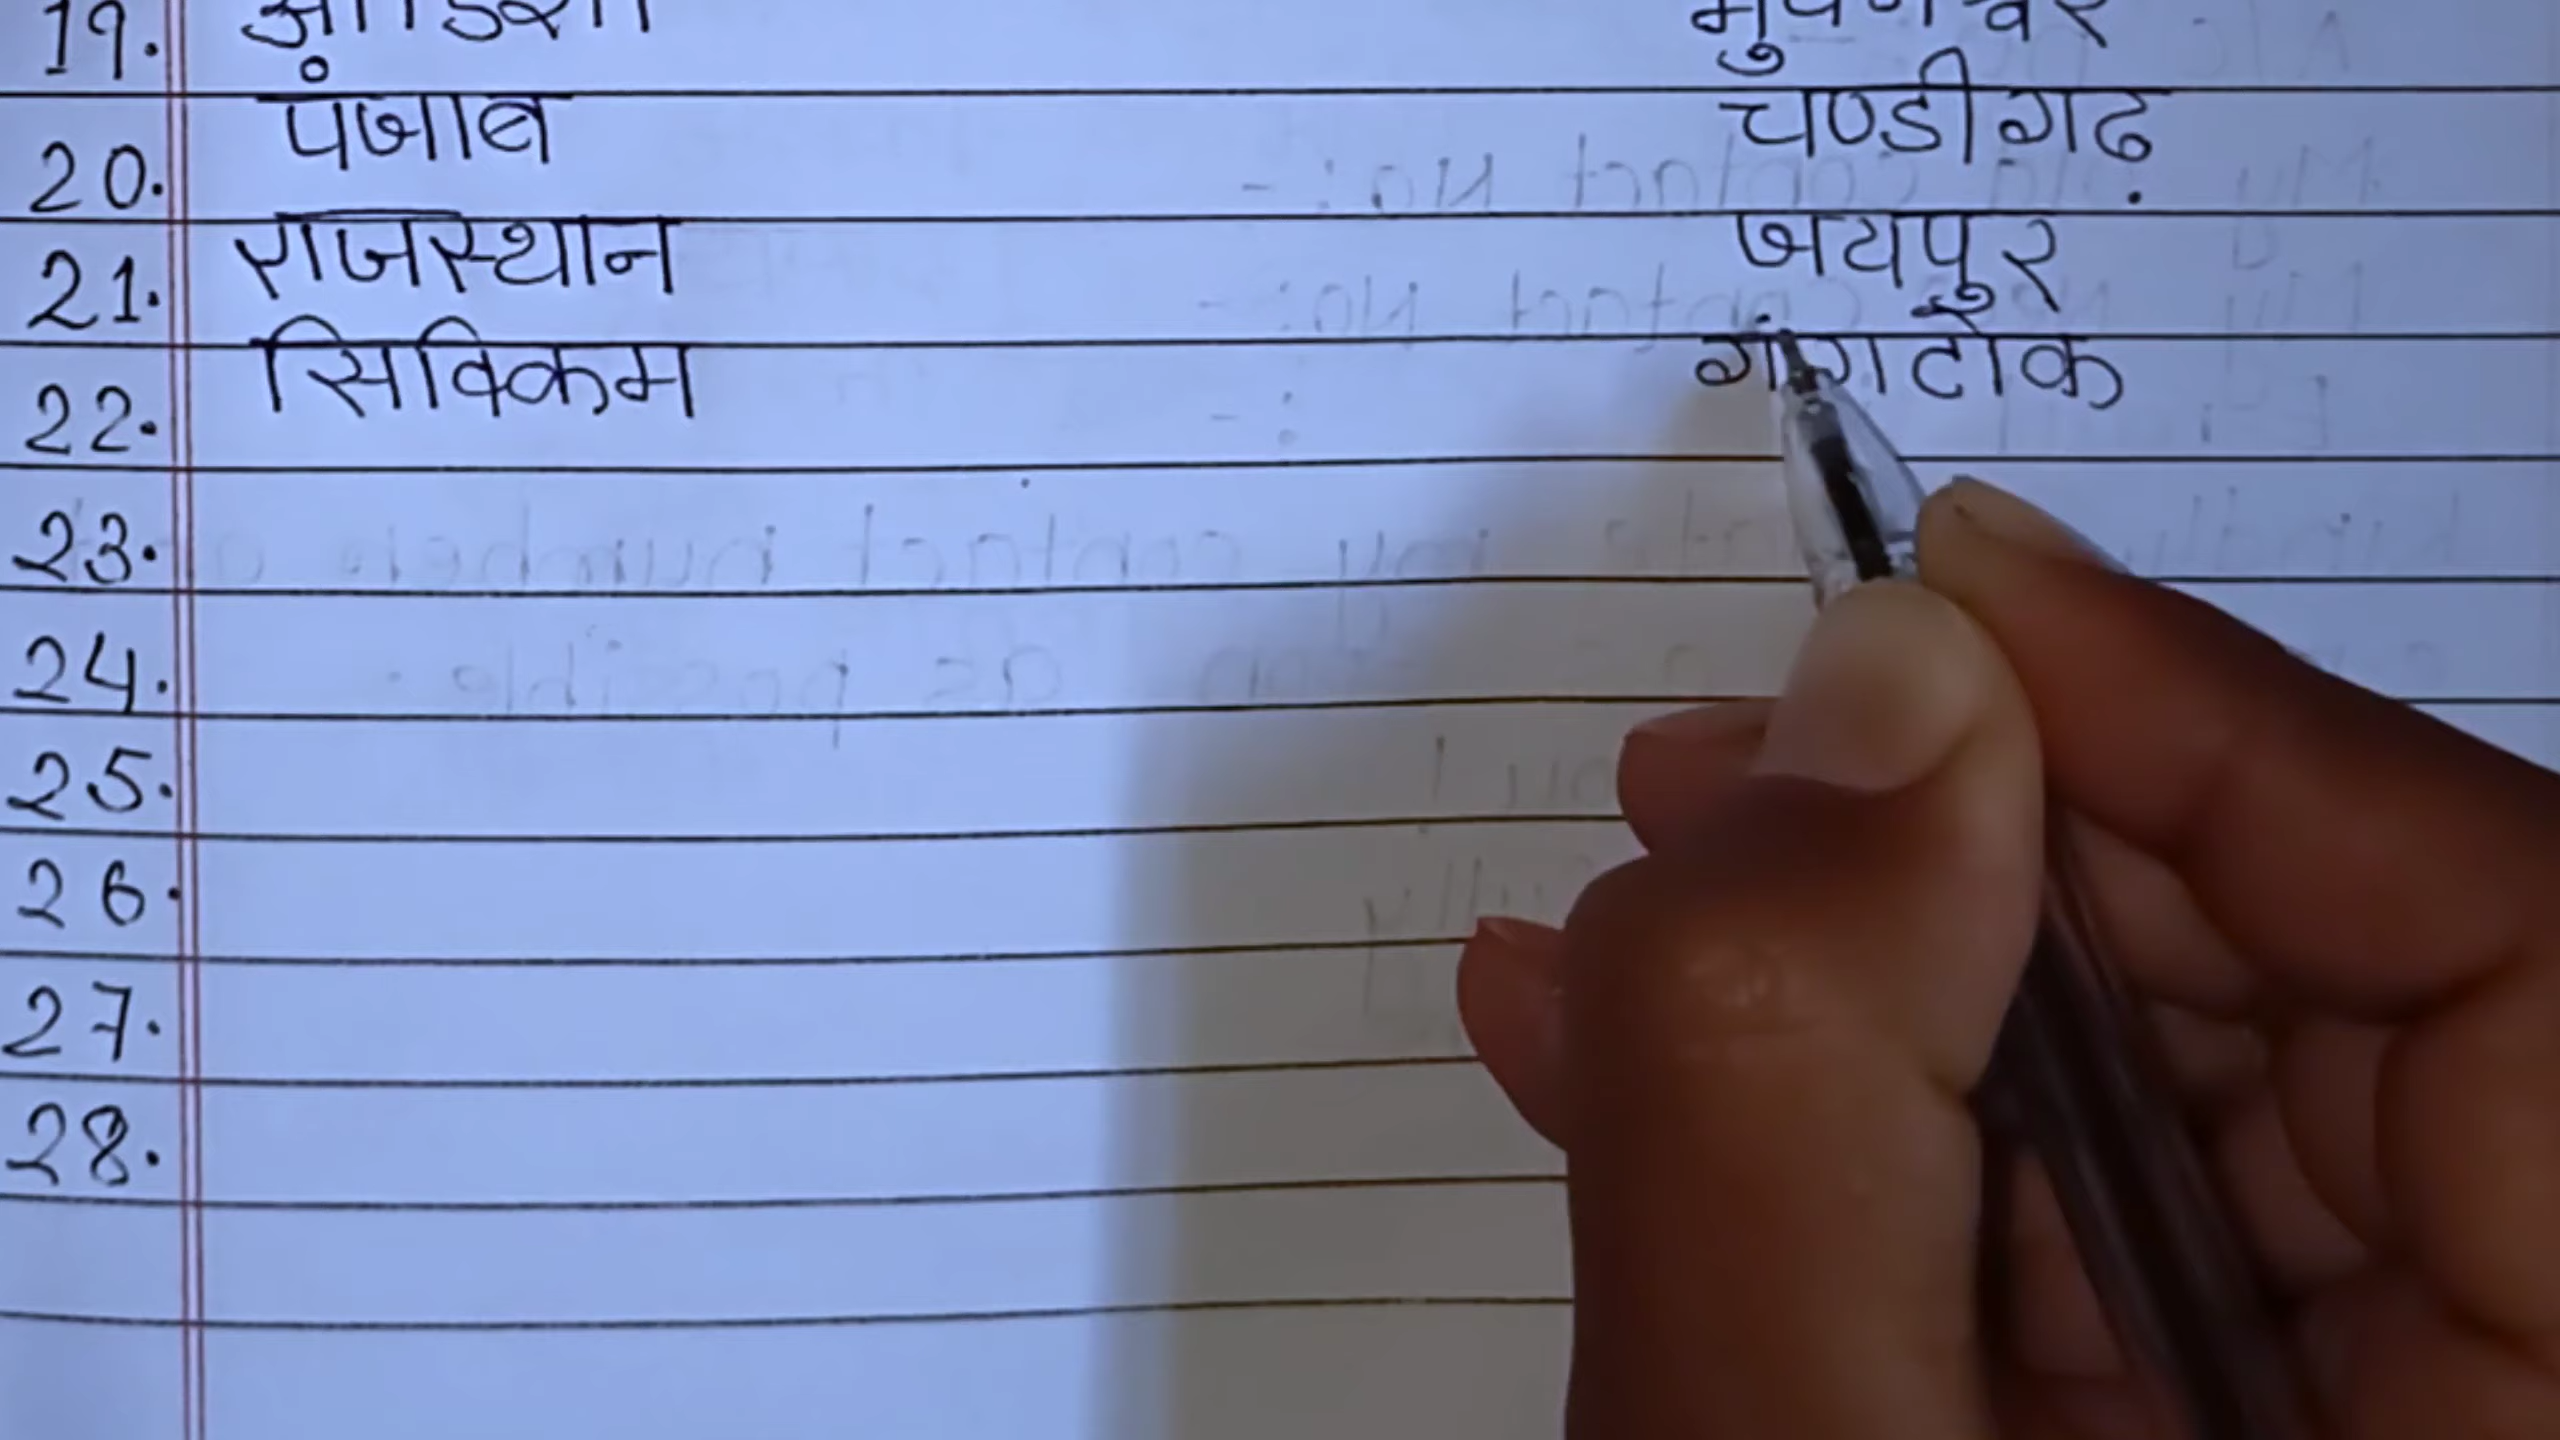 19. ओडिशा भुवनेश्वर
20. पंजाब चण्डीगढ़
21. राजस्थान जयपुर
22. सिक्किम गंगटोक
23.
24.
25.
26.
27.
28.